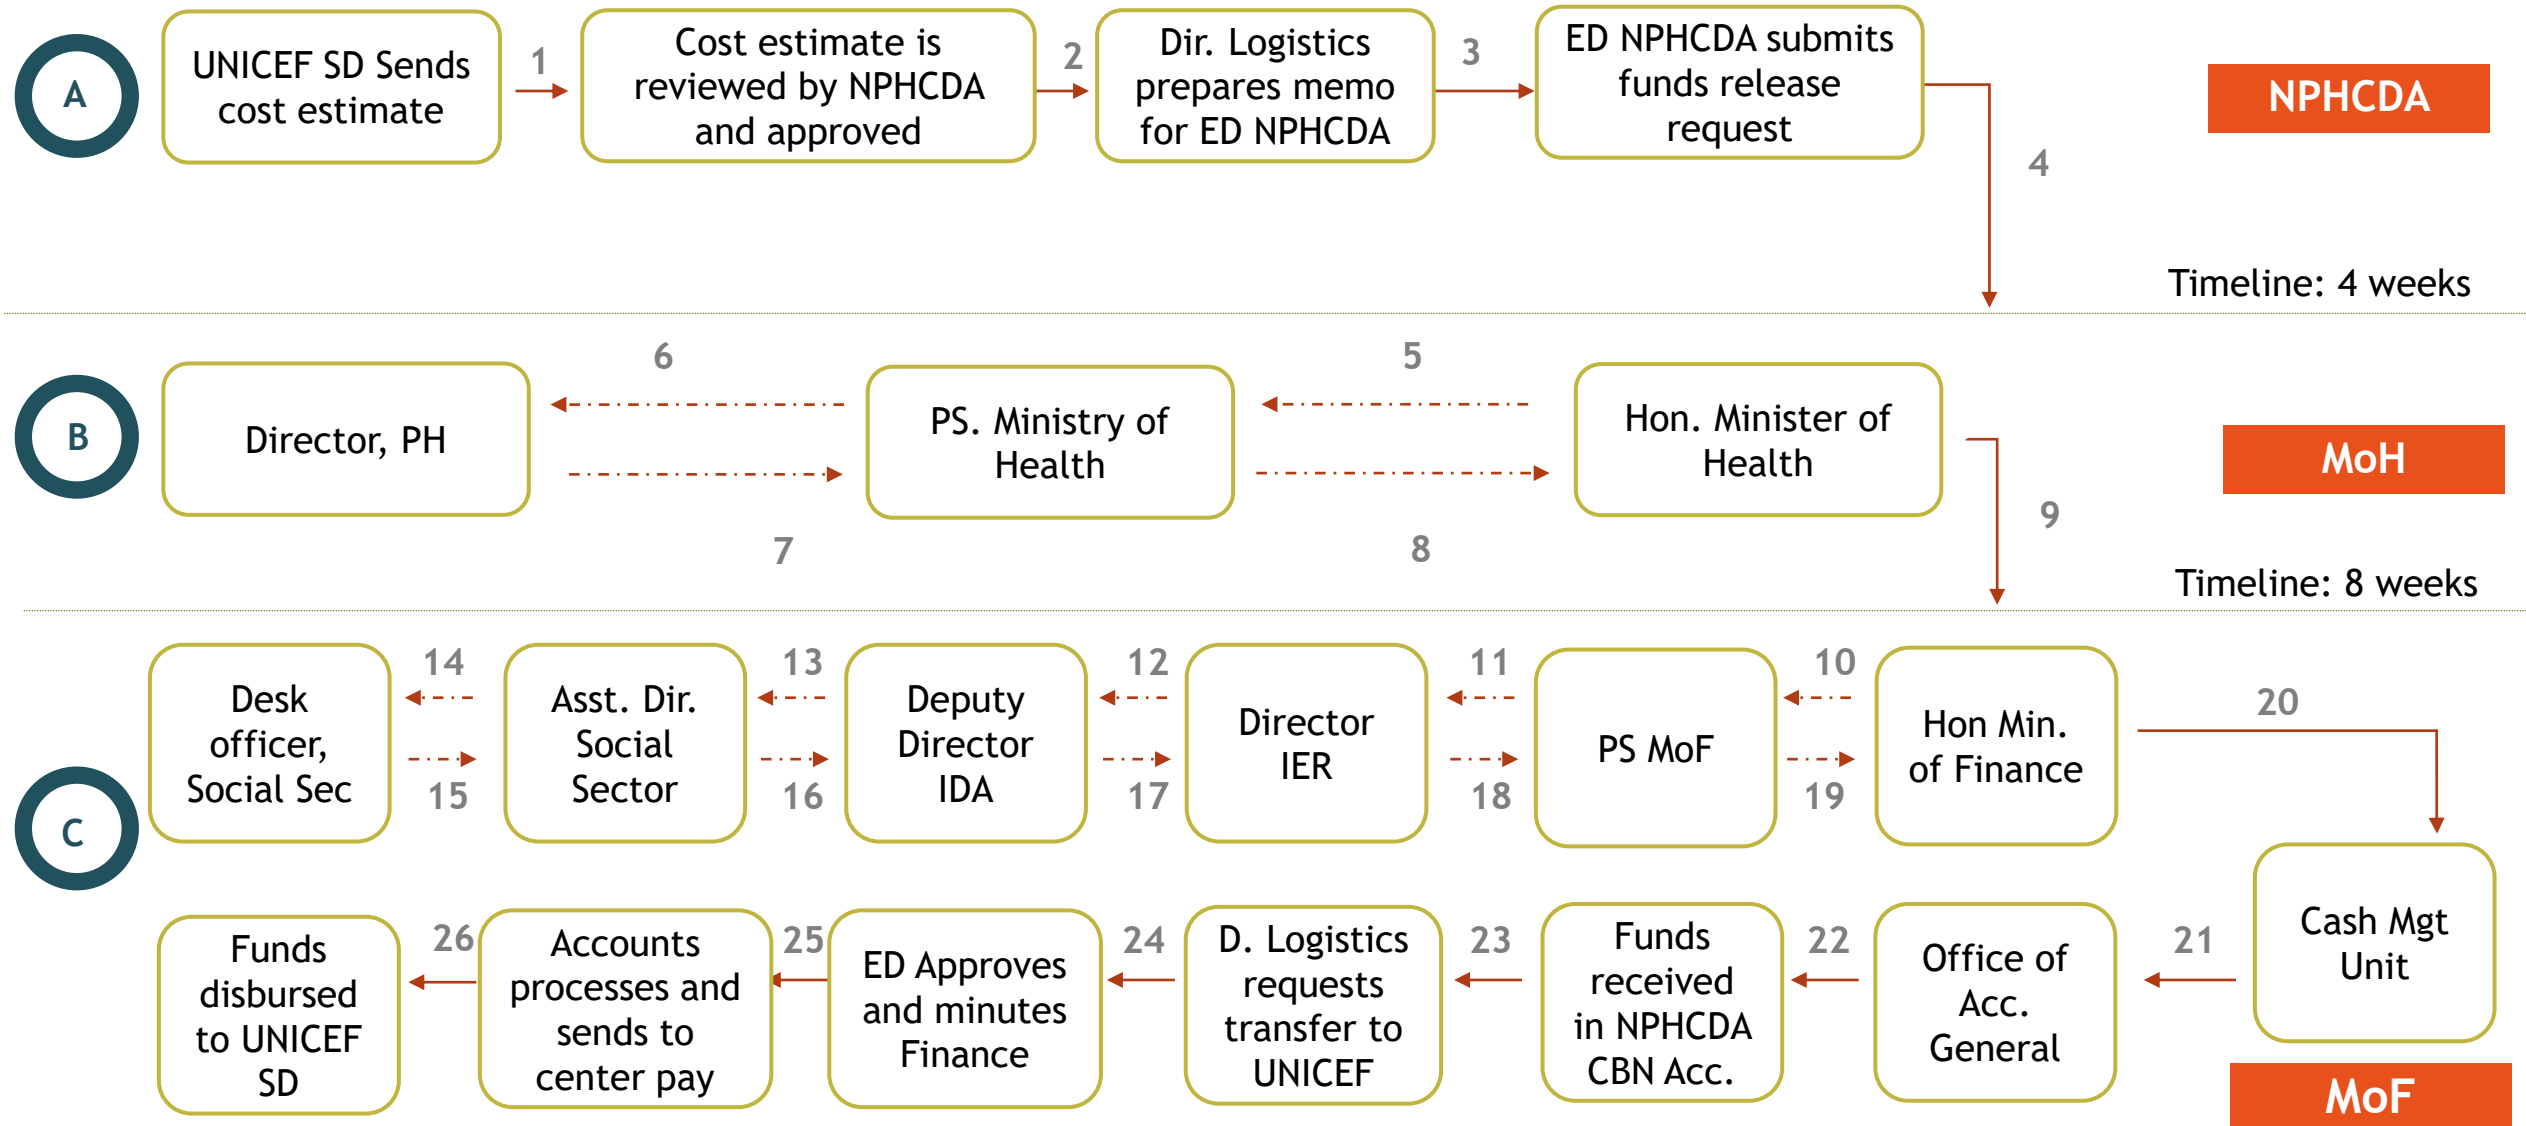 A
UNICEF SD Sends
cost estimate
1
Cost estimate is
reviewed by NPHCDA
and approved
2
Dir. Logistics
prepares memo
for ED NPHCDA
3
ED NPHCDA submits
funds release
request
4
NPHCDA
Timeline: 4 weeks
B
Director, PH
6
7
PS. Ministry of
Health
5
8
Hon. Minister of
Health
9
MoH
Timeline: 8 weeks
C
Desk
officer,
Social Sec
14
15
Asst. Dir.
Social
Sector
13
16
Deputy
Director
IDA
12
17
Director
IER
11
18
PS MoF
10
19
Hon Min.
of Finance
20
Cash Mgt
Unit
21
Office of
Acc.
General
22
Funds
received
in NPHCDA
CBN Acc.
23
D. Logistics
requests
transfer to
UNICEF
24
ED Approves
and minutes
Finance
25
Accounts
processes and
sends to
center pay
26
Funds
disbursed
to UNICEF
SD
MoF